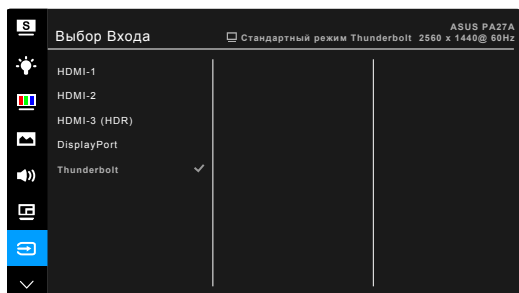 S
ASUS PA27A
Выбор Входа
Стандартный режим Thunderbolt 2560 x 1440@ 60Hz
HDMI-1
HDMI-2
HDMI-3 (HDR)
DisplayPort
Thunderbolt